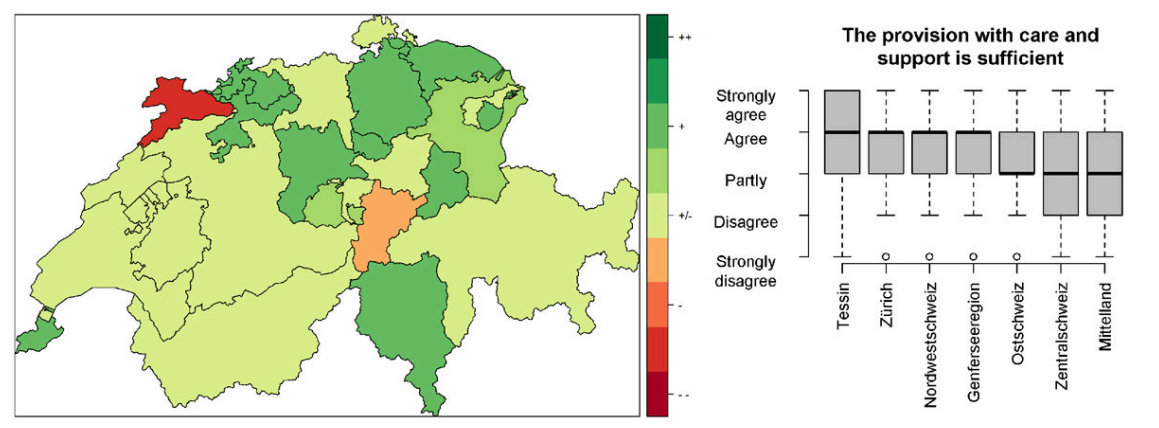 ++
+
+/-
-
- -
The provision with care and
support is sufficient
Strongly
agree
Agree
Partly
Disagree
Strongly
disagree
Tessin
Zürich
Nordwestschweiz
Genferseeregion
Ostschweiz
Zentralschweiz
Mittelland